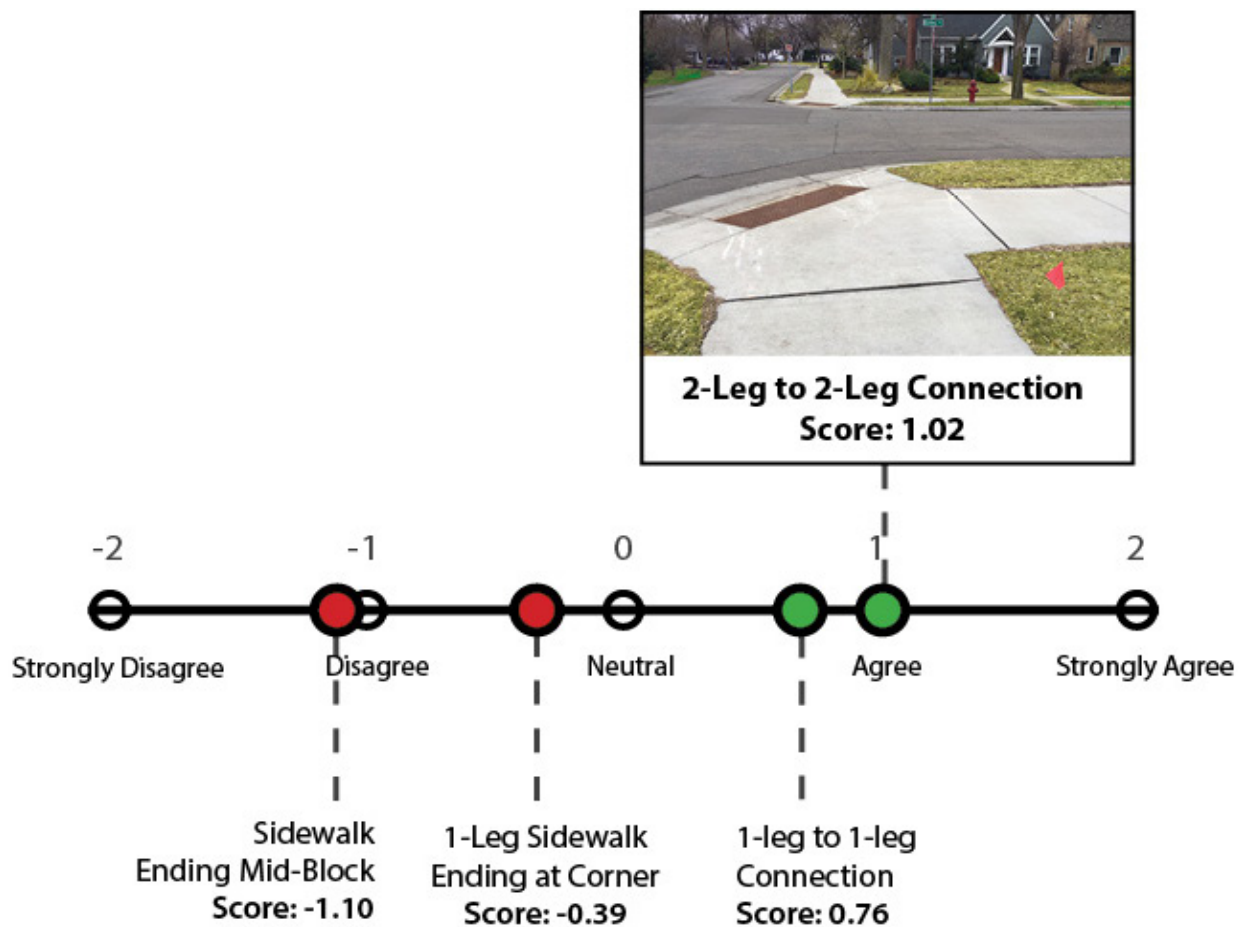 2-Leg to 2-Leg Connection
Score: 1.02
-2
-1
0
1
2
Strongly Disagree
Disagree
Neutral
Agree
Strongly Agree
Sidewalk
Ending Mid-Block
Score: -1.10
1-Leg Sidewalk
Ending at Corner
Score: -0.39
1-leg to 1-leg
Connection
Score: 0.76